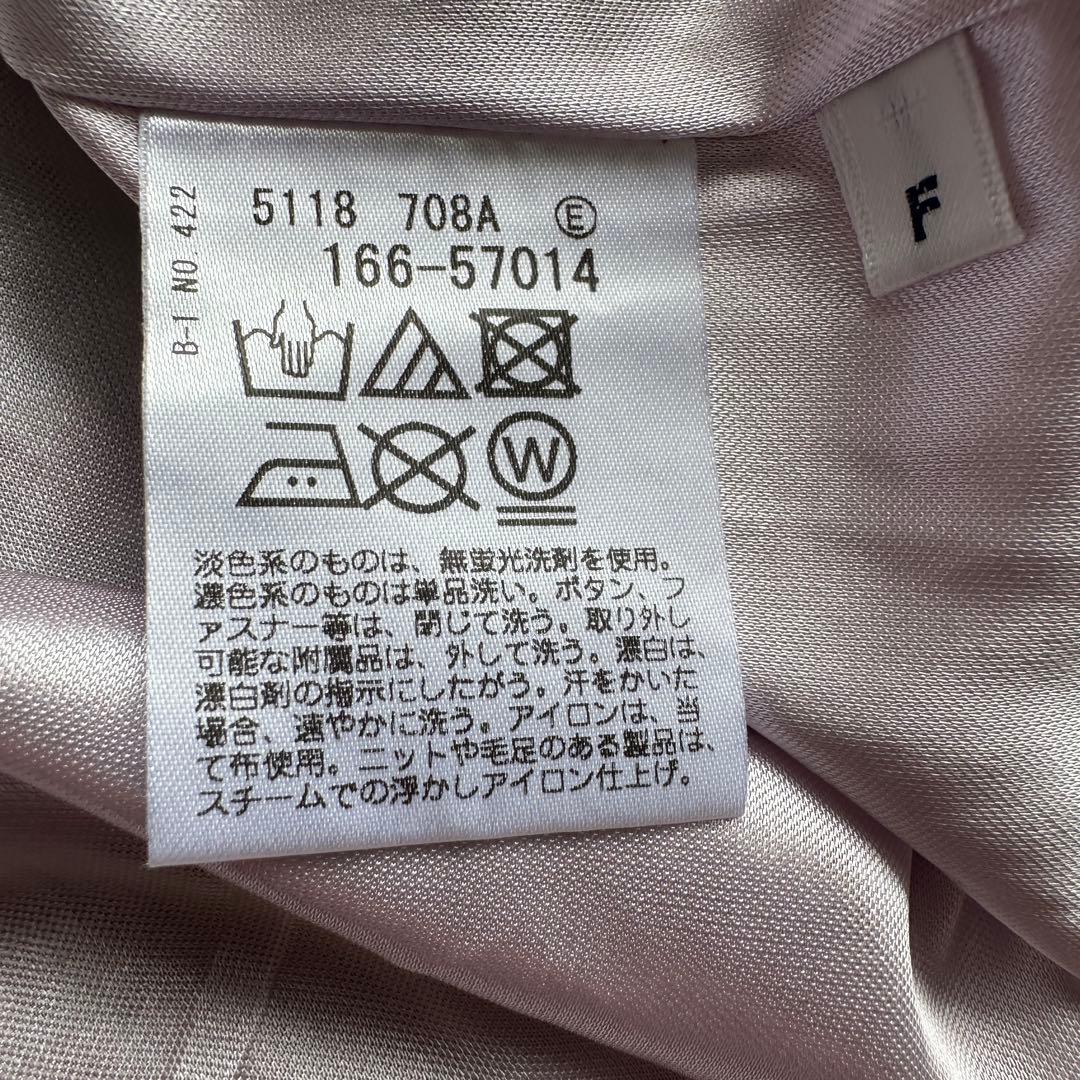 5118 708A Ⓔ
166-57014
B-1 NO 422
F
W
淡色系のものは、無蛍光洗剤を使用。
濃色系のものは単品洗い。ボタン、フ
ァスナー等は、閉じて洗う。取り外し
可能な附属品は、外して洗う。漂白は、
漂白剤の指示にしたがう。汗をかいた
場合、速やかに洗う。アイロンは、当
て布使用。ニットや毛足のある製品は、
スチームでの浮かしアイロン仕上げ。